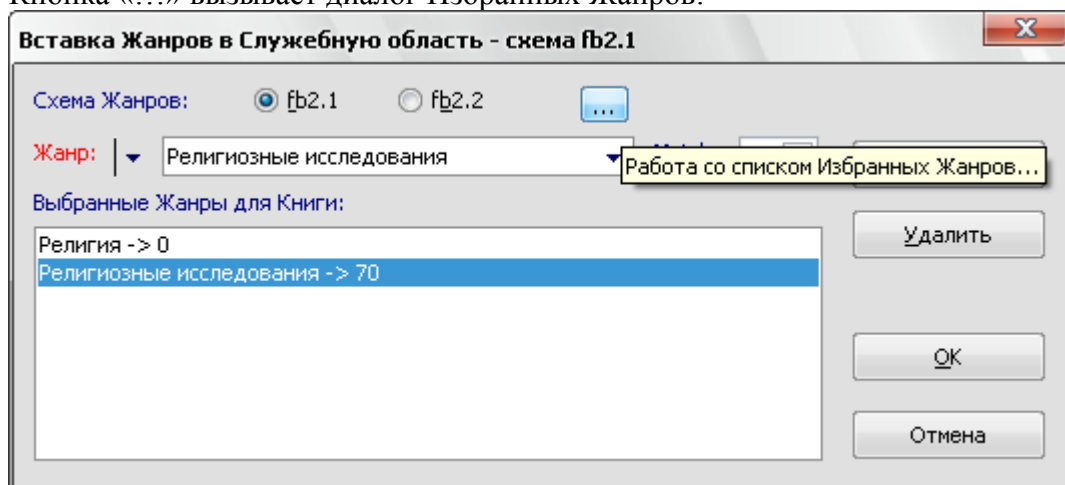 Кнопка «…» вызывает диалог Избранных Жанров:
Вставка Жанров в Служебную область - схема fb2.1
Схема Жанров: fb2.1 fb2.2 ...
Жанр: Религиозные исследования
Работа со списком Избранных Жанров...
Выбранные Жанры для Книги:
Удалить
Религия -> 0
Религиозные исследования -> 70
OK
Отмена